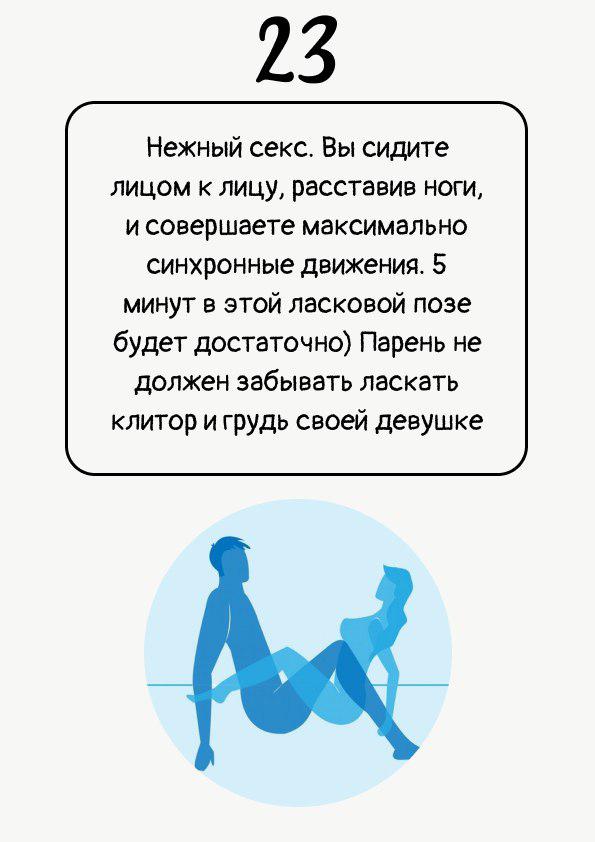 23
Нежный секс. Вы сидите
лицом к лицу, расставив ноги,
и совершаете максимально
синхронные движения. 5
минут в этой ласковой позе
будет достаточно) Парень не
должен забывать ласкать
клитор и грудь своей девушке